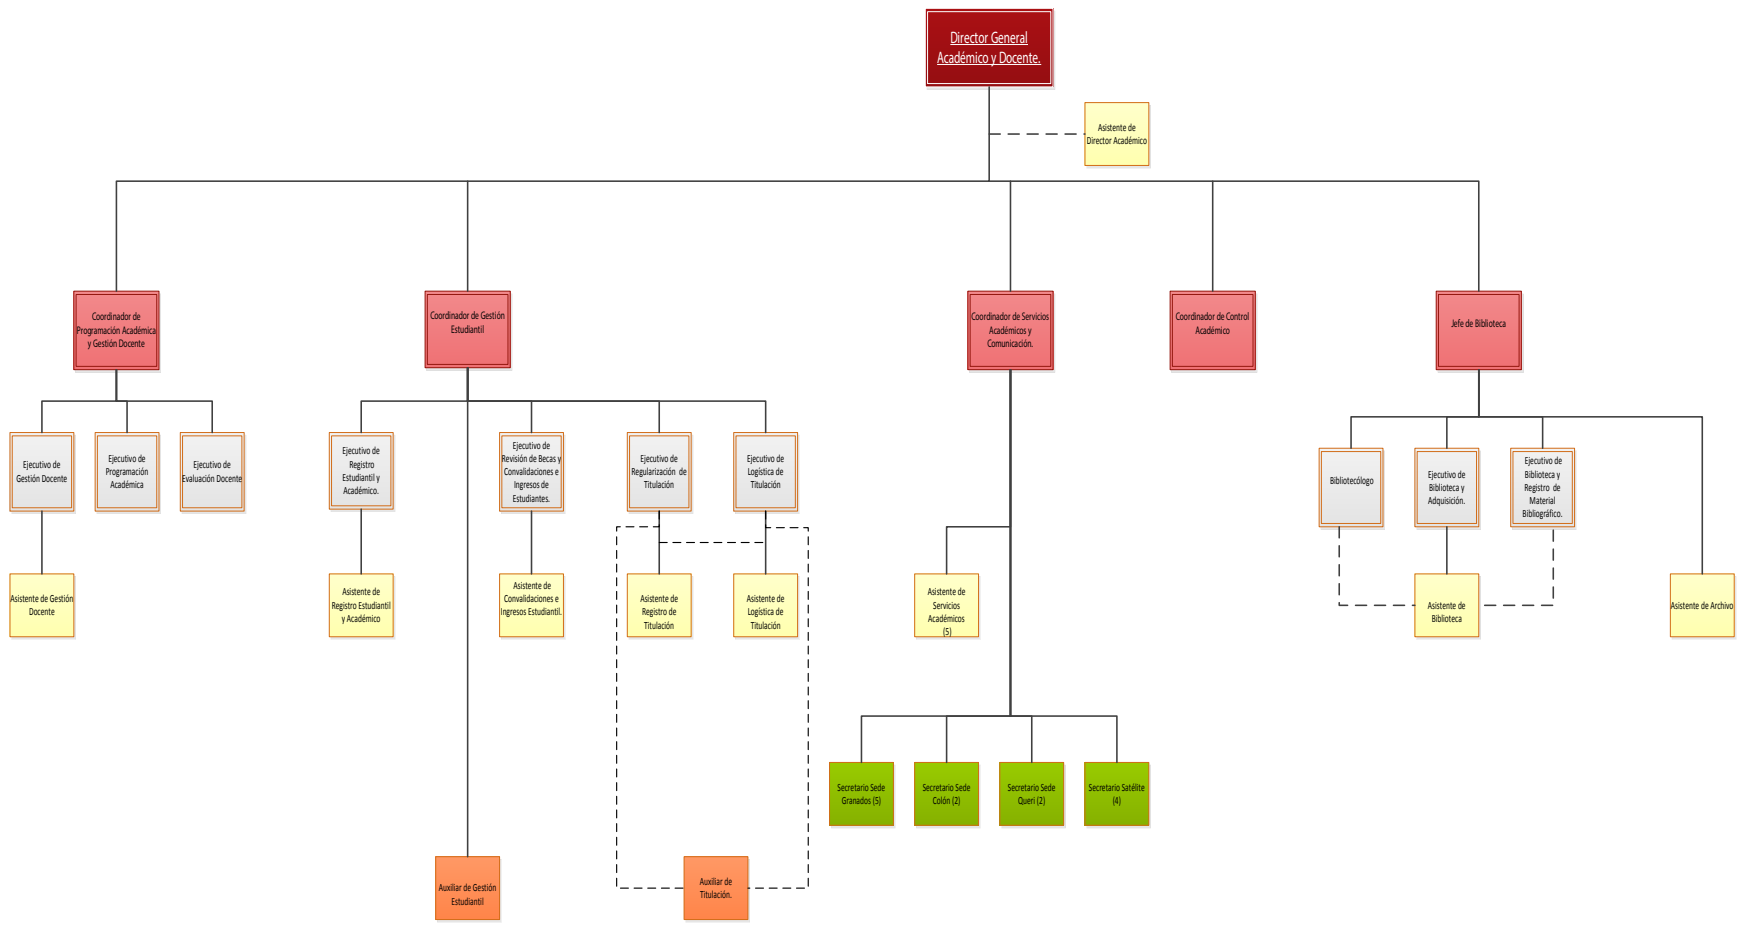 Director General
Académico y Docente.
Asistente de
Director Académico
Coordinador de
Programación Académica
y Gestión Docente
Coordinador de Gestión
Estudiantil
Coordinador de Servicios
Académicos y
Comunicación.
Coordinador de Control
Académico
Jefe de Biblioteca
Ejecutivo de
Gestión Docente
Ejecutivo de
Programación
Académica
Ejecutivo de
Evaluación Docente
Ejecutivo de
Registro
Estudiantil y
Académico.
Ejecutivo de
Revisión de Becas y
Convalidaciones e
Ingresos de
Estudiantes.
Ejecutivo de
Regularización de
Titulación
Ejecutivo de
Logística de
Titulación
Bibliotecólogo
Ejecutivo de
Biblioteca y
Adquisición.
Ejecutivo de
Biblioteca y
Registro de
Material
Bibliográfico.
Asistente de Gestión
Docente
Asistente de
Registro Estudiantil
y Académico
Asistente de
Convalidaciones e
Ingresos Estudiantil.
Asistente de
Registro de
Titulación
Asistente de
Logística de
Titulación
Asistente de
Servicios
Académicos
(5)
Asistente de
Biblioteca
Asistente de Archivo
Secretario Sede
Granados (5)
Secretario Sede
Colón (2)
Secretario Sede
Queri (2)
Secretario Satélite
(4)
Auxiliar de Gestión
Estudiantil
Auxiliar de
Titulación.